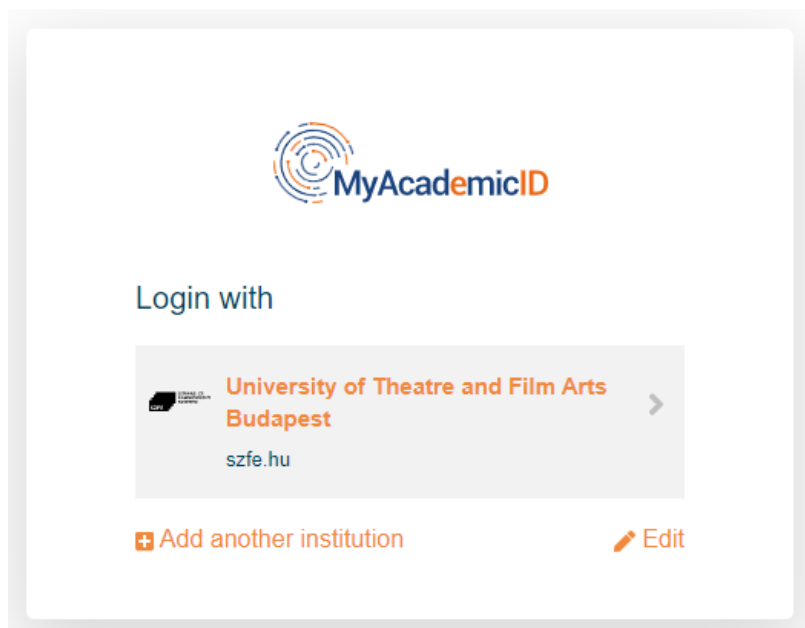 MyAcademicID
Login with
University of Theatre and Film Arts
Budapest
szfe.hu
Add another institution
Edit